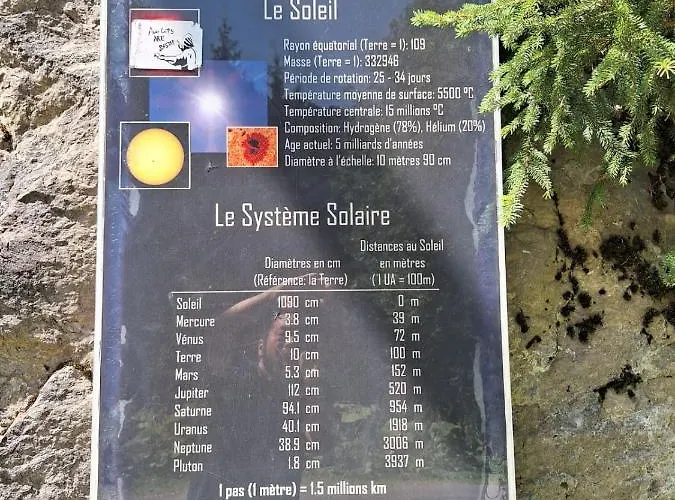 Le Soleil
ALL COPS
ARE
Rayon équatorial (Terre = 1): 109
Masse (Terre = 1): 332946
Période de rotation: 25 - 34 jours
Température moyenne de surface: 5500 °C
Température centrale: 15 millions °C
Composition: Hydrogène (78%), Hélium (20%)
Age actuel: 5 milliards d'années
Diamètre à l'échelle: 10 mètres 90 cm
Le Système Solaire
Diamètres en cm
(Référence: la Terre)
Distances au Soleil
en mètres
(1 UA = 100m)
Soleil 1090 cm 0 m
Mercure 3.8 cm 39 m
Vénus 9.5 cm 72 m
Terre 10 cm 100 m
Mars 5.3 cm 152 m
Jupiter 112 cm 520 m
Saturne 94.1 cm 954 m
Uranus 40.1 cm 1918 m
Neptune 38.9 cm 3006 m
Pluton 1.8 cm 3937 m
1 pas (1 mètre) = 1.5 millions km